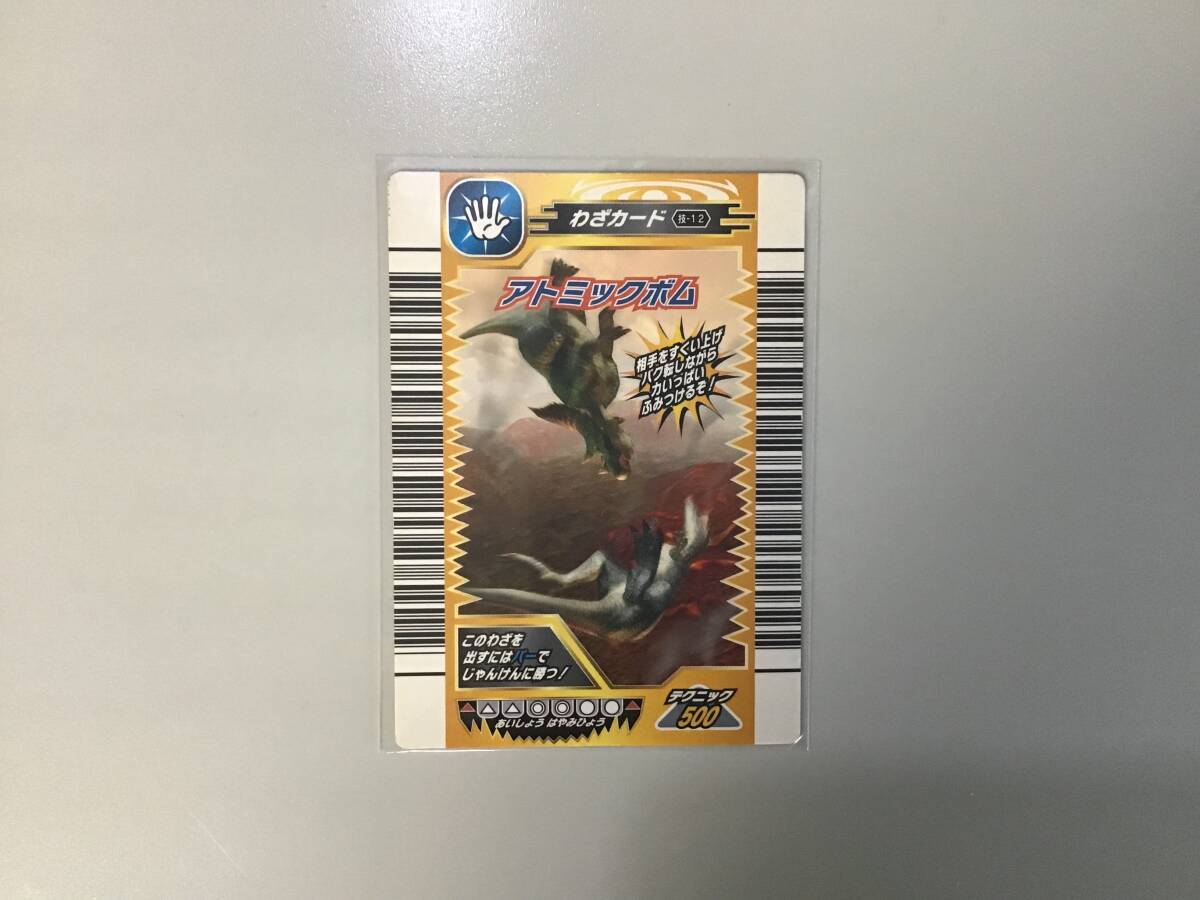 わざカード 技-12
アトミックボム
相手をすくい上げ
バク転しながら
力いっぱい
ふみつけるぞ！
このわざを
出すにはパーで
じゃんけんに勝つ！
あいしょう はやみひょう
テクニック
500